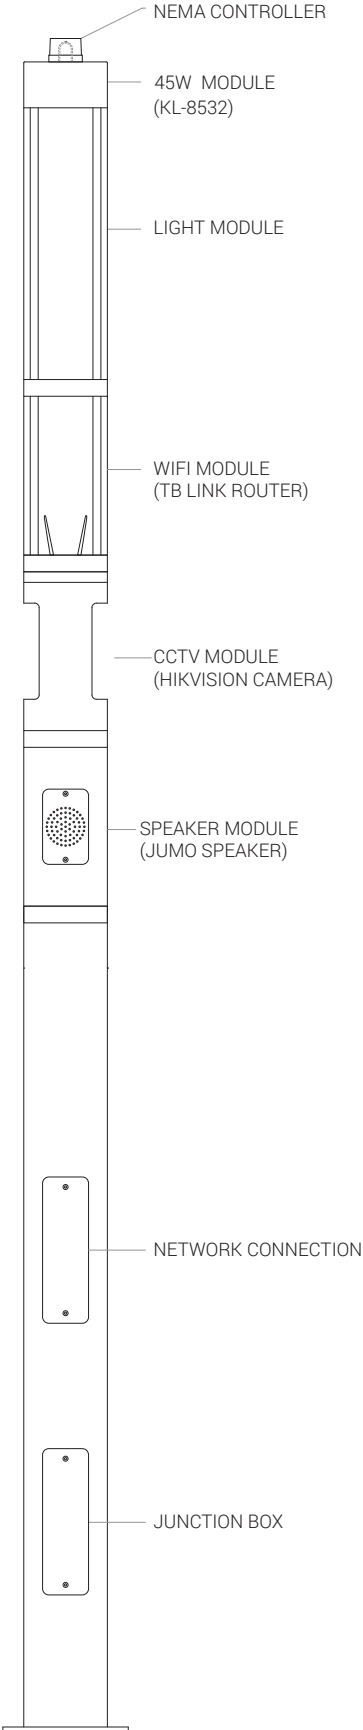 NEMA CONTROLLER
45W MODULE
(KL-8532)
LIGHT MODULE
WIFI MODULE
(TB LINK ROUTER)
CCTV MODULE
(HIKVISION CAMERA)
SPEAKER MODULE
(JUMO SPEAKER)
NETWORK CONNECTION
JUNCTION BOX